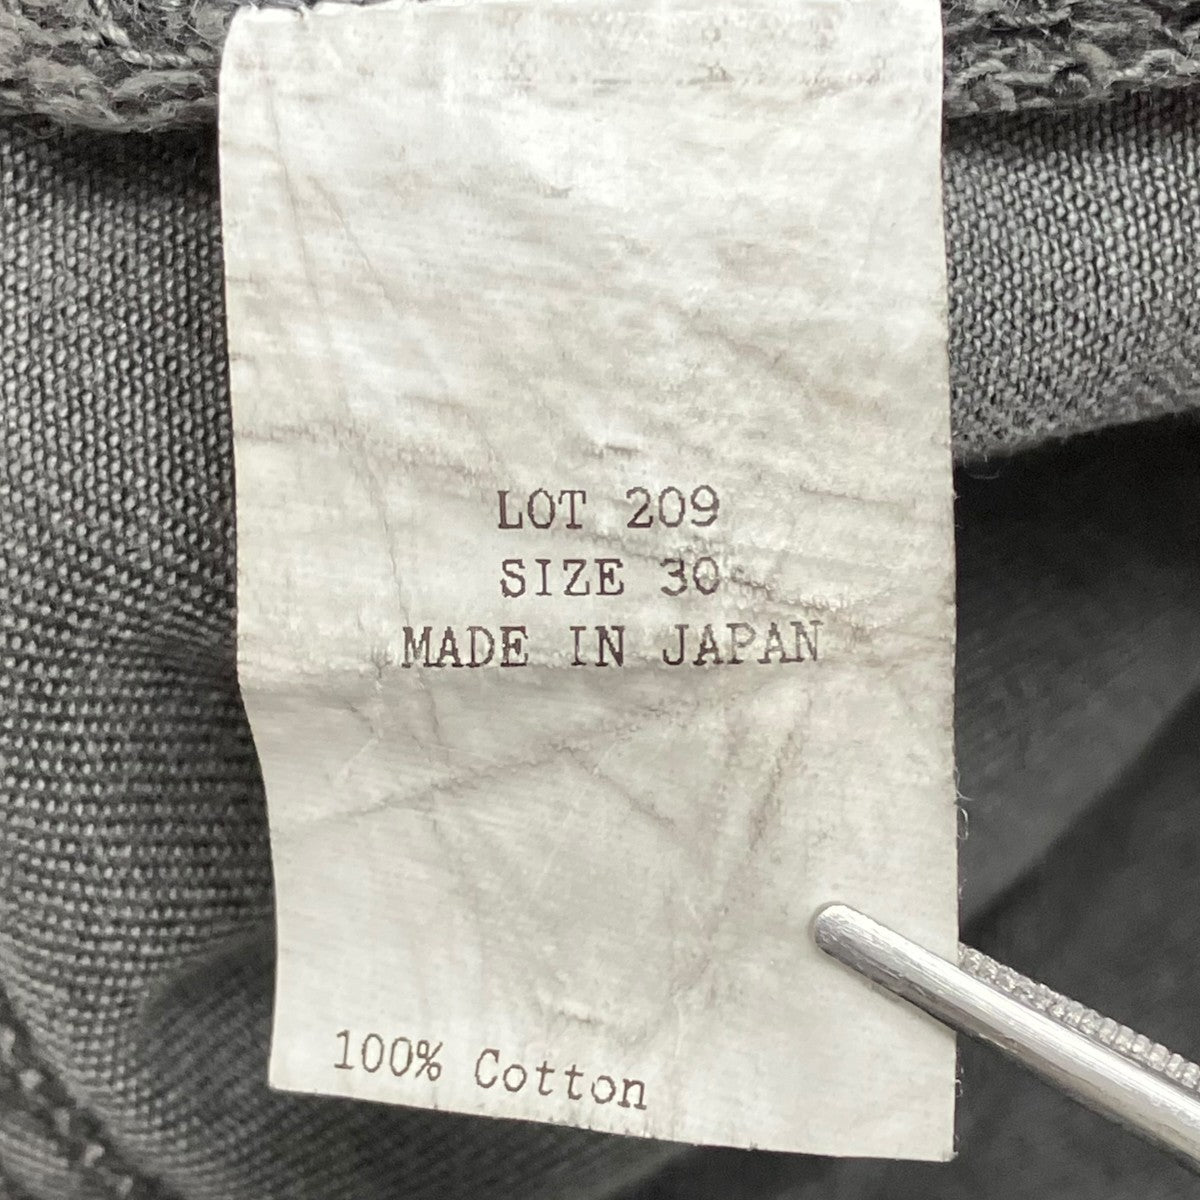 LOT 209
SIZE 30
MADE IN JAPAN
100% Cotton